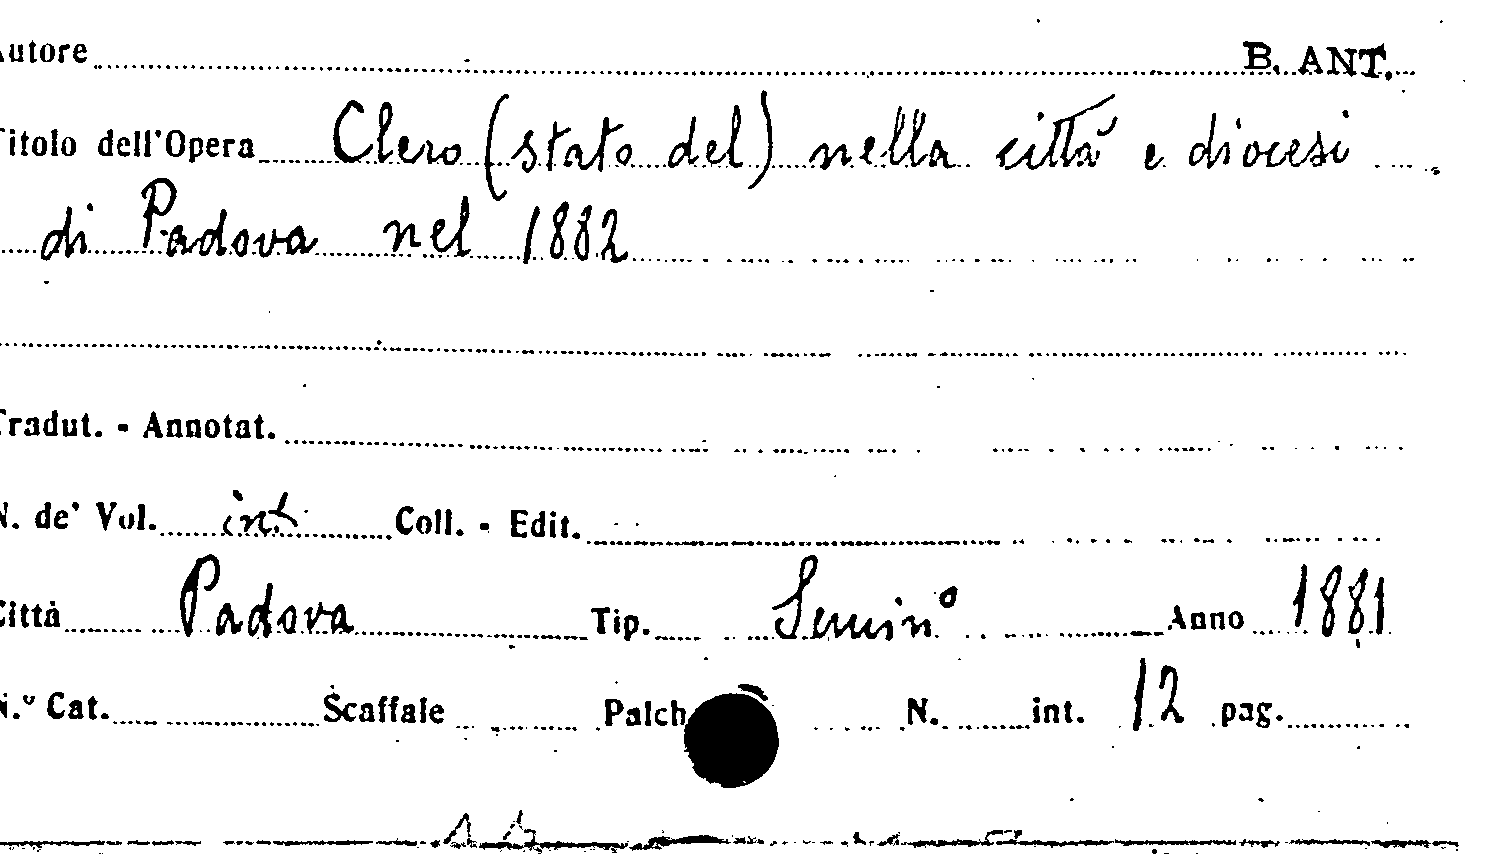 Autore B. ANT.
Titolo dell'Opera Clero (stato del) nella città e diocesi
di Padova nel 1882
Tradut. - Annotat.
N. de' Vol. int Coll. - Edit.
Città Padova Tip. Semin° Anno 1881
N.° Cat. Scaffale Palch N. int. 12 pag.